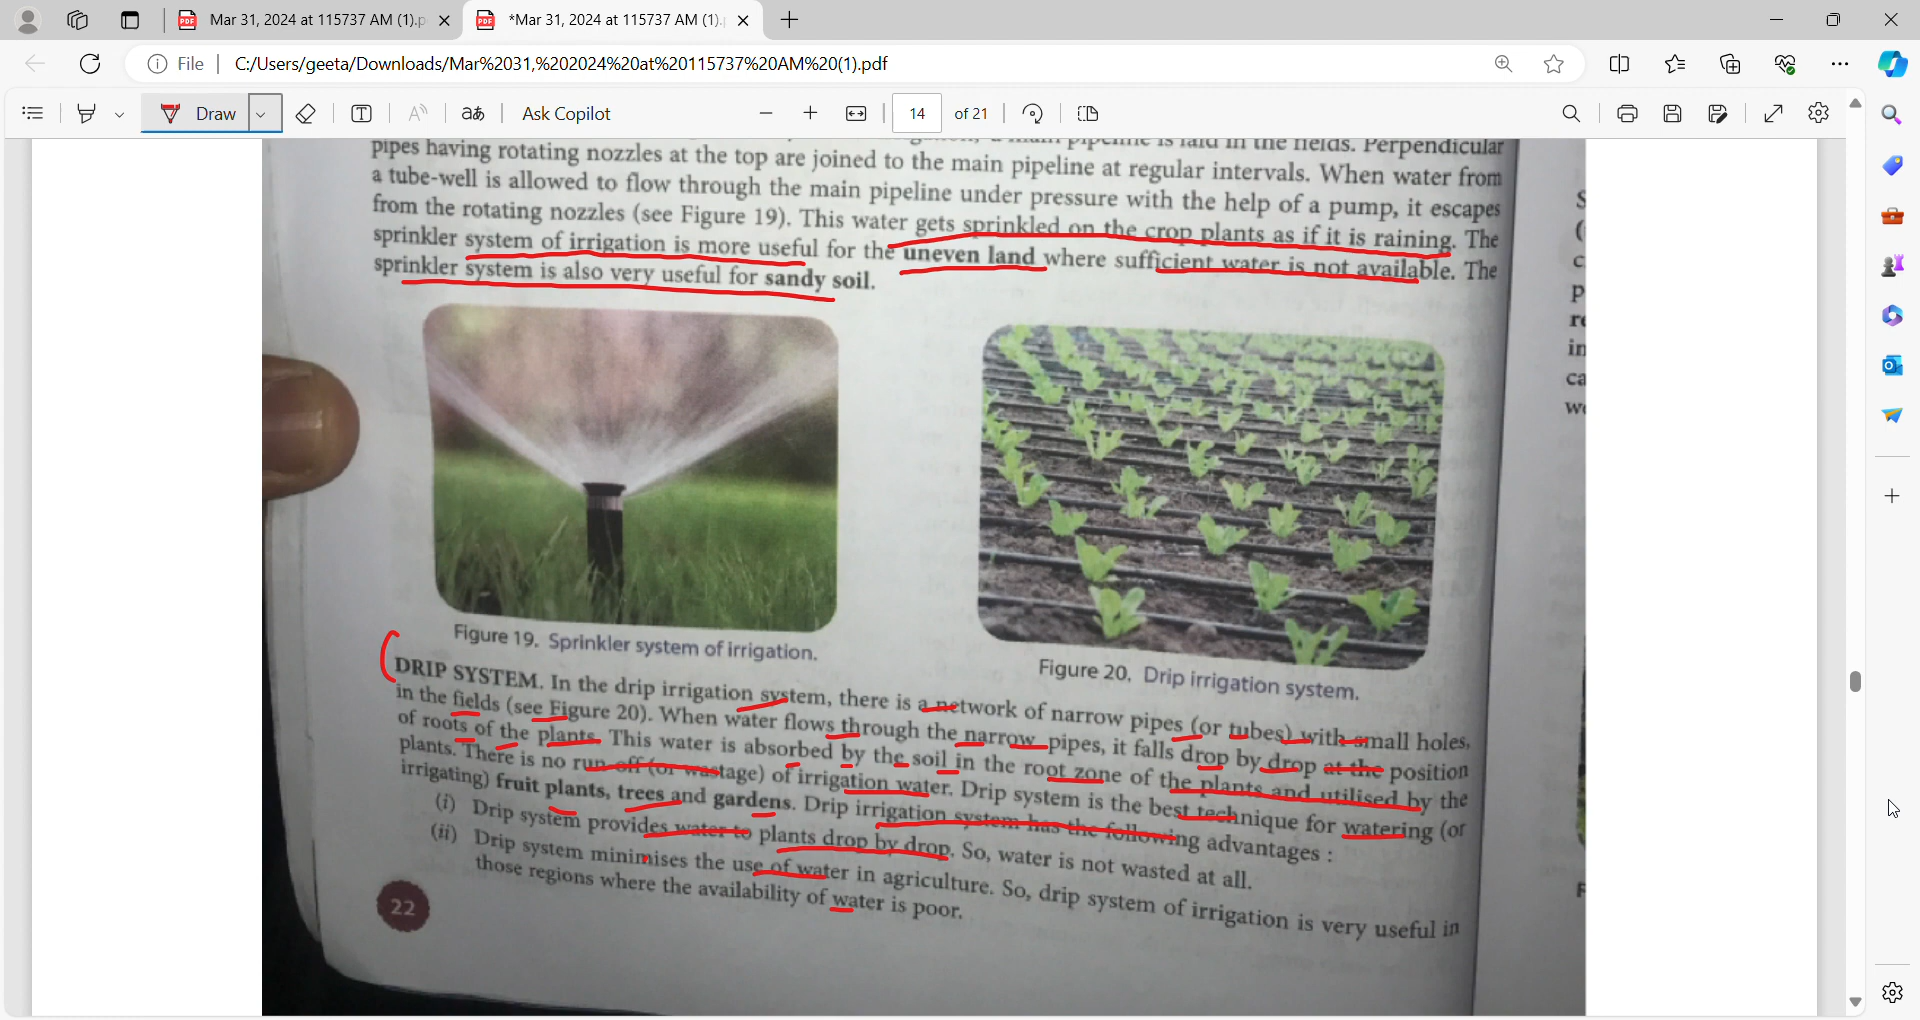 Mar 31, 2024 at 115737 AM (1).p
*Mar 31, 2024 at 115737 AM (1).
File
C:/Users/geeta/Downloads/Mar%2031,%202024%20at%20115737%20AM%20(1).pdf
Draw
Ask Copilot
14 of 21
pipeline is laid in the fields. Perpendicular
pipes having rotating nozzles at the top are joined to the main pipeline at regular intervals. When water from
a tube-well is allowed to flow through the main pipeline under pressure with the help of a pump, it escapes
from the rotating nozzles (see Figure 19). This water gets sprinkled on the crop plants as if it is raining. The
sprinkler system of irrigation is more useful for the uneven land where sufficient water is not available. The
sprinkler system is also very useful for sandy soil.
Figure 19. Sprinkler system of irrigation.
Figure 20. Drip irrigation system.
DRIP SYSTEM. In the drip irrigation system, there is a network of narrow pipes (or tubes) with small holes,
in the fields (see Figure 20). When water flows through the narrow pipes, it falls drop by drop at the position
of roots of the plants. This water is absorbed by the soil in the root zone of the plants and utilised by the
plants. There is no run-off (or wastage) of irrigation water. Drip system is the best technique for watering (or
irrigating) fruit plants, trees and gardens. Drip irrigation system has the following advantages :
(i) Drip system provides water to plants drop by drop. So, water is not wasted at all.
(ii) Drip system minimises the use of water in agriculture. So, drip system of irrigation is very useful in
those regions where the availability of water is poor.
22